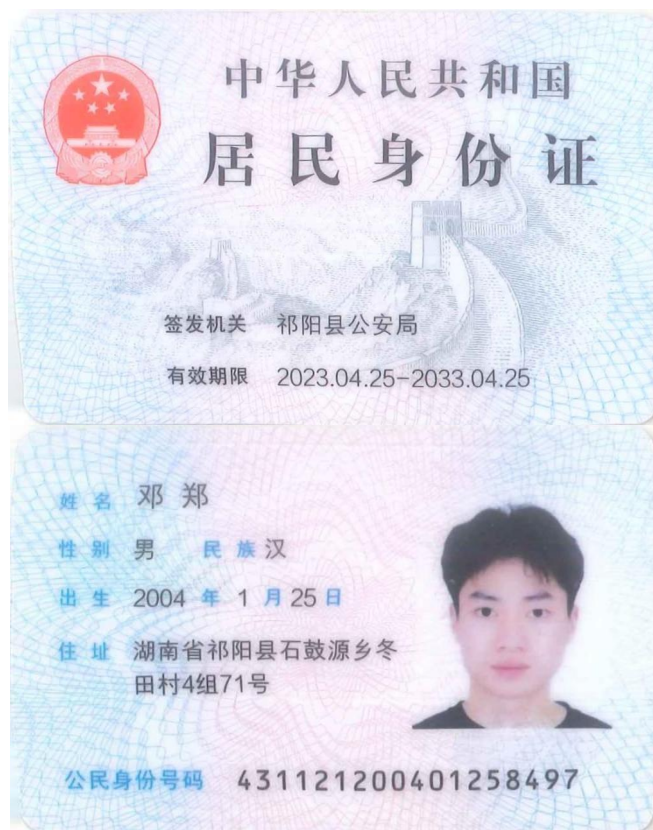 中华人民共和国
居民身份证
签发机关 祁阳县公安局
有效期限 2023.04.25-2033.04.25
姓名 邓郑
性别 男 民族 汉
出生 2004 年 1 月 25 日
住址 湖南省祁阳县石鼓源乡冬
田村4组71号
公民身份号码 431121200401258497